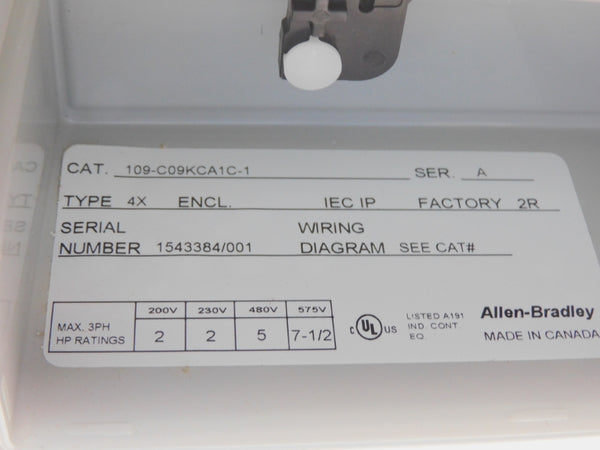 CAT. 109-C09KCA1C-1 SER. A
TYPE 4X ENCL. IEC IP FACTORY 2R
SERIAL NUMBER 1543384/001 WIRING DIAGRAM SEE CAT#
200V 230V 480V 575V
MAX. 3PH HP RATINGS 2 2 5 7-1/2
C UL US LISTED A191 IND. CONT. EQ.
Allen-Bradley
MADE IN CANADA